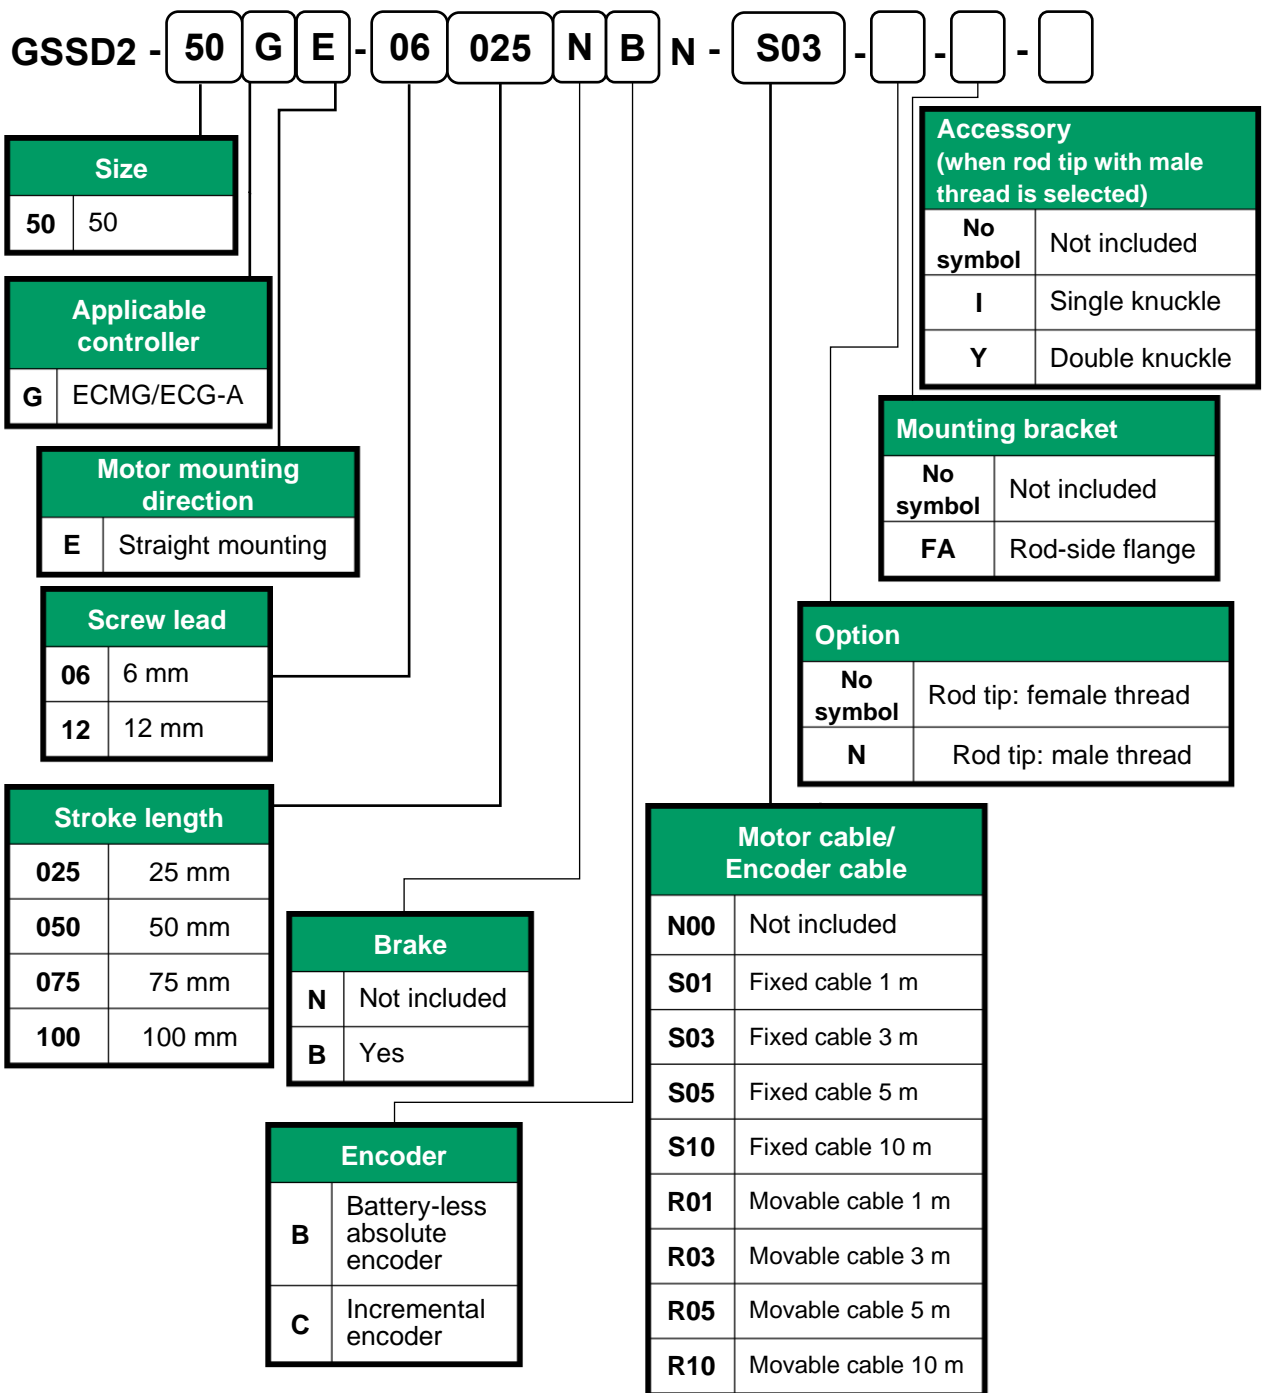 GSSD2 - 50 G E - 06 025 N B N - S03 - - -
Size
50 50
Applicable
controller
G ECMG/ECG-A
Motor mounting
direction
E Straight mounting
Screw lead
06 6 mm
12 12 mm
Stroke length
025 25 mm
050 50 mm
075 75 mm
100 100 mm
Brake
N Not included
B Yes
Encoder
B Battery-less
absolute
encoder
C Incremental
encoder
Motor cable/
Encoder cable
N00 Not included
S01 Fixed cable 1 m
S03 Fixed cable 3 m
S05 Fixed cable 5 m
S10 Fixed cable 10 m
R01 Movable cable 1 m
R03 Movable cable 3 m
R05 Movable cable 5 m
R10 Movable cable 10 m
Option
No
symbol Rod tip: female thread
N Rod tip: male thread
Mounting bracket
No
symbol Not included
FA Rod-side flange
Accessory
(when rod tip with male
thread is selected)
No
symbol Not included
I Single knuckle
Y Double knuckle